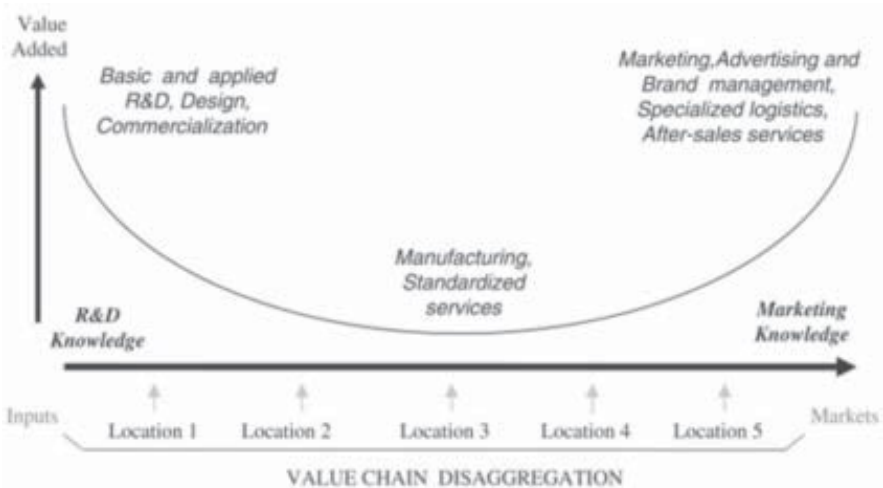 Value
Added
Basic and applied
R&D, Design,
Commercialization
Marketing,Advertising and
Brand management,
Specialized logistics,
After-sales services
Manufacturing,
Standardized
services
R&D
Knowledge
Marketing
Knowledge
Inputs
Location 1
Location 2
Location 3
Location 4
Location 5
Markets
VALUE CHAIN DISAGGREGATION